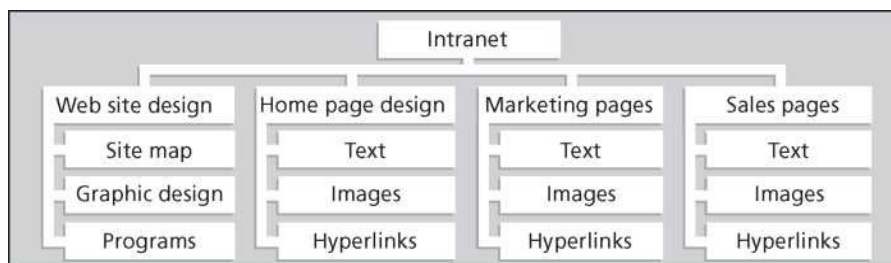 Intranet
Web site design
Home page design
Marketing pages
Sales pages
Site map
Text
Text
Text
Graphic design
Images
Images
Images
Programs
Hyperlinks
Hyperlinks
Hyperlinks